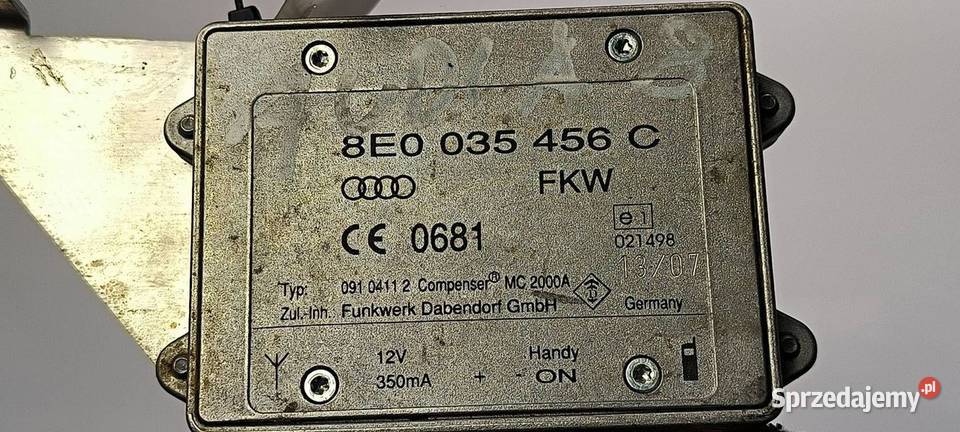 8E0 035 456 C
FKW
CE 0681
e1
021498
13/07
Typ: 091 0411 2 Compenser® MC 2000A
Zul.-Inh. Funkwerk Dabendorf GmbH Germany
12V Handy
350mA + - ON
Sprzedajemy.pl